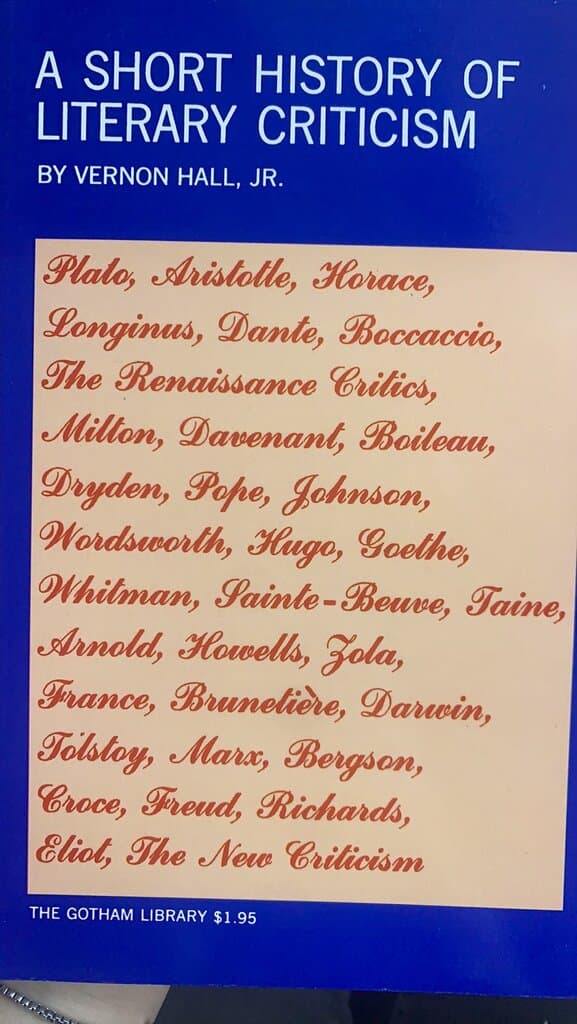 A SHORT HISTORY OF
LITERARY CRITICISM
BY VERNON HALL, JR.
Plato, Aristotle, Horace,
Longinus, Dante, Boccaccio,
The Renaissance Critics,
Milton, Davenant, Boileau,
Dryden, Pope, Johnson,
Wordsworth, Hugo, Goethe,
Whitman, Sainte-Beuve, Taine,
Arnold, Howells, Zola,
France, Brunetière, Darwin,
Tolstoy, Marx, Bergson,
Croce, Freud, Richards,
Eliot, The New Criticism
THE GOTHAM LIBRARY $1.95